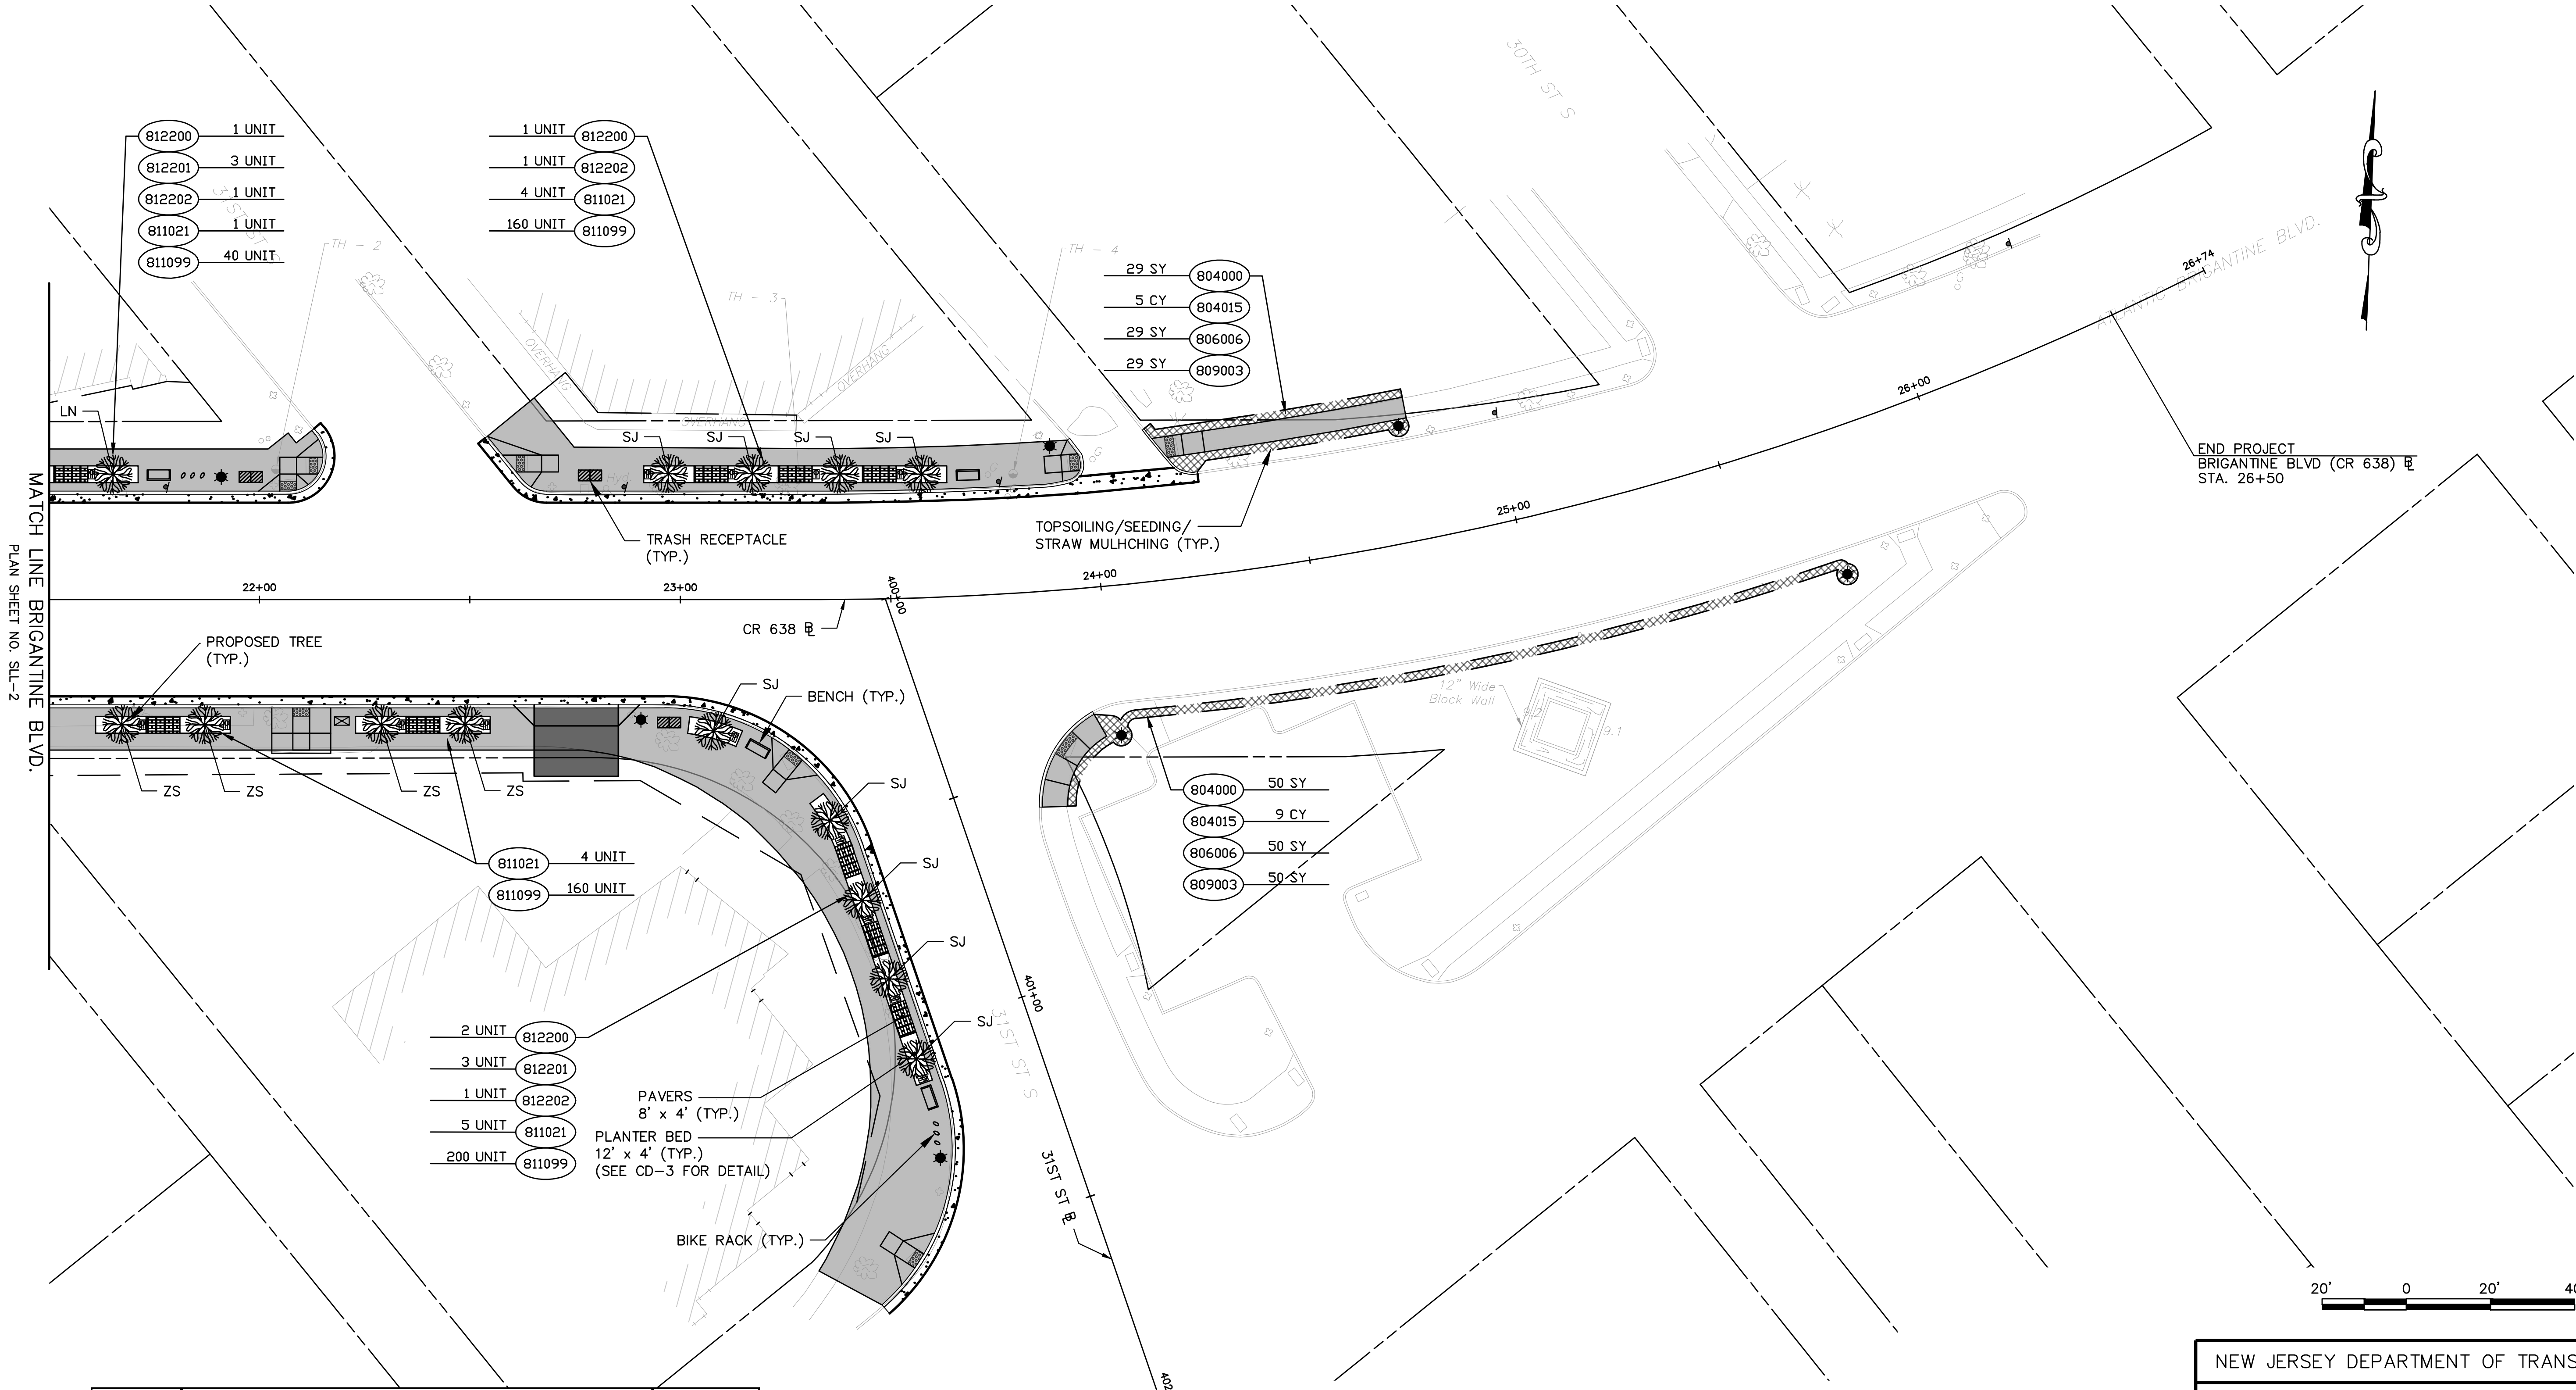 30TH ST S
812200 1 UNIT
812201 3 UNIT
812202 1 UNIT
811021 1 UNIT
811099 40 UNIT
1 UNIT 812200
1 UNIT 812202
4 UNIT 811021
160 UNIT 811099
31ST ST
TH - 2
TH - 3
TH - 4
29 SY 804000
5 CY 804015
29 SY 806006
29 SY 809003
ATLANTIC BRIGANTINE BLVD.
26+74
26+00
OVERHANG
OVERHANG
OVERHANG
LN
SJ
SJ
SJ
SJ
G
G
G
END PROJECT
BRIGANTINE BLVD (CR 638) BL
STA. 26+50
TRASH RECEPTACLE
(TYP.)
TOPSOILING/SEEDING/
STRAW MULHCHING (TYP.)
25+00
24+00
22+00
23+00
400+00
CR 638 BL
MATCH LINE BRIGANTINE BLVD.
PLAN SHEET NO. SLL-2
PROPOSED TREE
(TYP.)
SJ
BENCH (TYP.)
12" Wide
Block Wall
9.2
9.1
ZS
ZS
ZS
ZS
SJ
804000 50 SY
804015 9 CY
806006 50 SY
809003 50 SY
811021 4 UNIT
811099 160 UNIT
SJ
SJ
SJ
401+00
31ST ST S
2 UNIT 812200
3 UNIT 812201
1 UNIT 812202
5 UNIT 811021
200 UNIT 811099
PAVERS
8' x 4' (TYP.)
PLANTER BED
12' x 4' (TYP.)
(SEE CD-3 FOR DETAIL)
BIKE RACK (TYP.)
31ST ST BL
402
20' 0 20' 40
NEW JERSEY DEPARTMENT OF TRANS